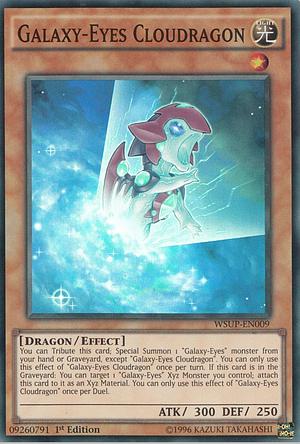 GALAXY-EYES CLOUDRAGON
LIGHT
光
WSUP-EN009
[DRAGON/EFFECT]
You can Tribute this card; Special Summon 1 "Galaxy-Eyes" monster from
your hand or Graveyard, except "Galaxy-Eyes Cloudragon". You can only use
this effect of "Galaxy-Eyes Cloudragon" once per turn. If this card is in the
Graveyard: You can target 1 "Galaxy-Eyes" Xyz Monster you control; attach
this card to it as an Xyz Material. You can only use this effect of "Galaxy-Eyes
Cloudragon" once per Duel.
ATK/ 300 DEF/ 250
09260791 1st Edition ©1996 KAZUKI TAKAHASHI